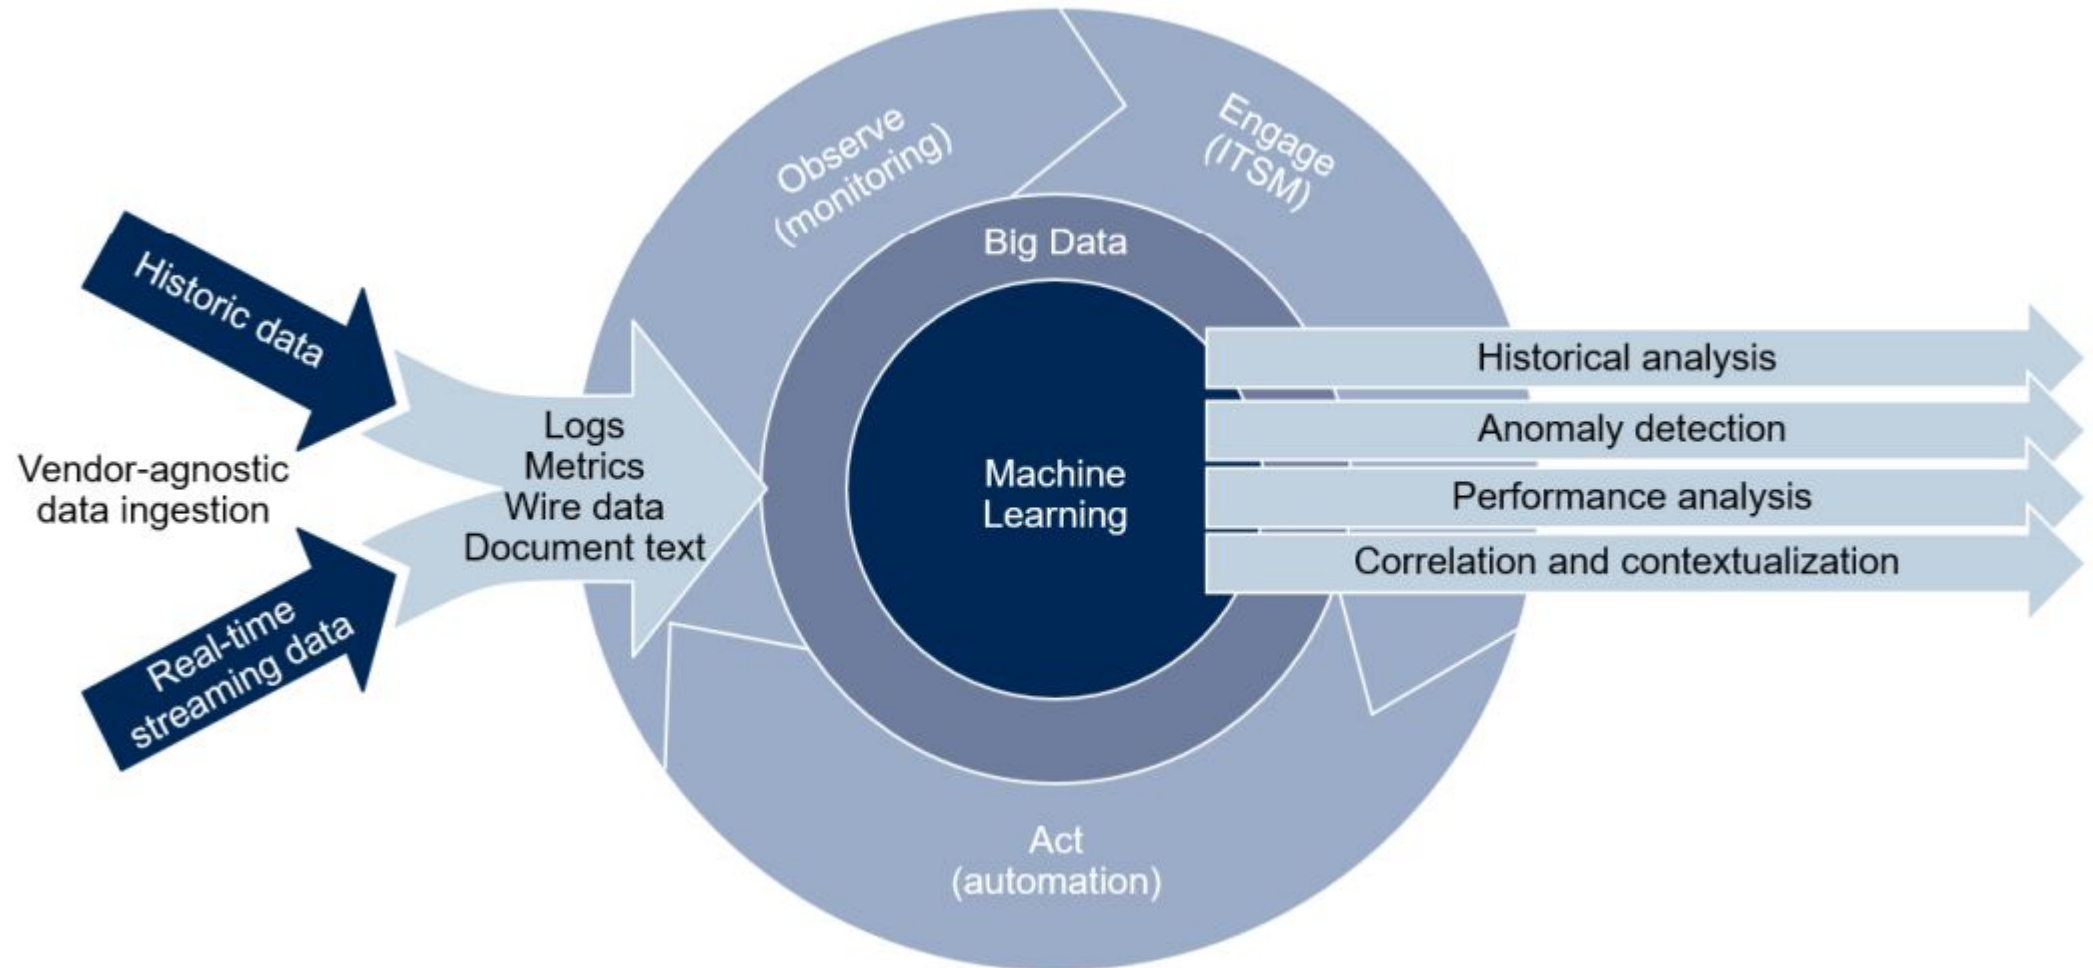 Observe
(monitoring)
Engage
(ITSM)
Big Data
Historic data
Vendor-agnostic
data ingestion
Real-time
streaming data
Logs
Metrics
Wire data
Document text
Machine
Learning
Historical analysis
Anomaly detection
Performance analysis
Correlation and contextualization
Act
(automation)